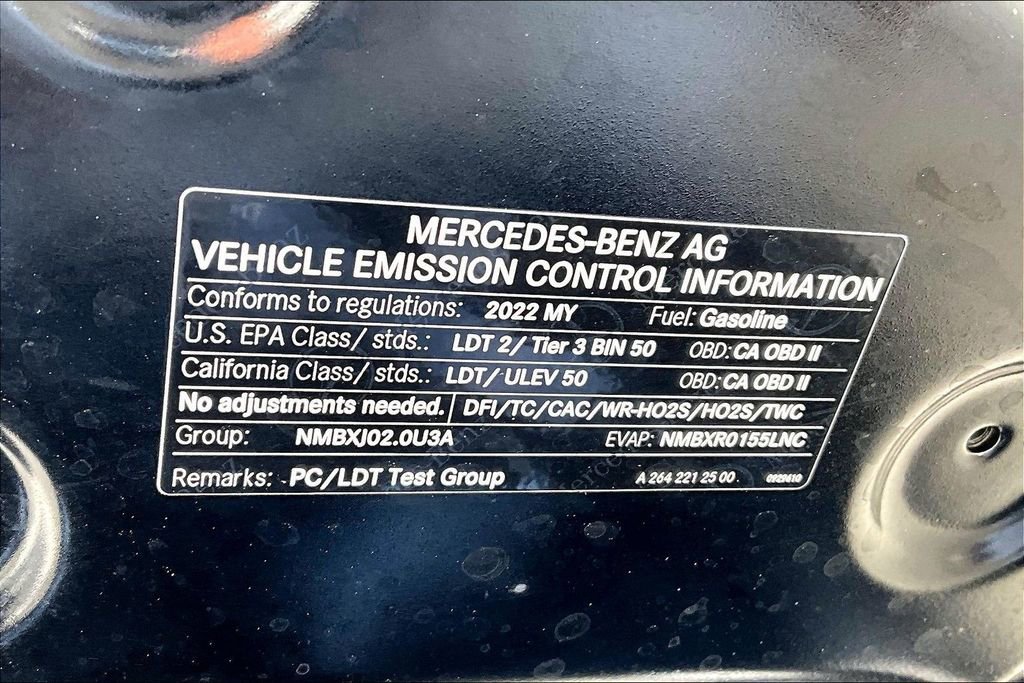 MERCEDES-BENZ AG
VEHICLE EMISSION CONTROL INFORMATION
Conforms to regulations: 2022 MY Fuel: Gasoline
U.S. EPA Class/ stds.: LDT 2/ Tier 3 BIN 50 OBD: CA OBD II
California Class/ stds.: LDT/ ULEV 50 OBD: CA OBD II
No adjustments needed. DFI/TC/CAC/WR-HO2S/HO2S/TWC
Group: NMBXJ02.0U3A EVAP: NMBXR0155LNC
Remarks: PC/LDT Test Group A 264 221 25 00